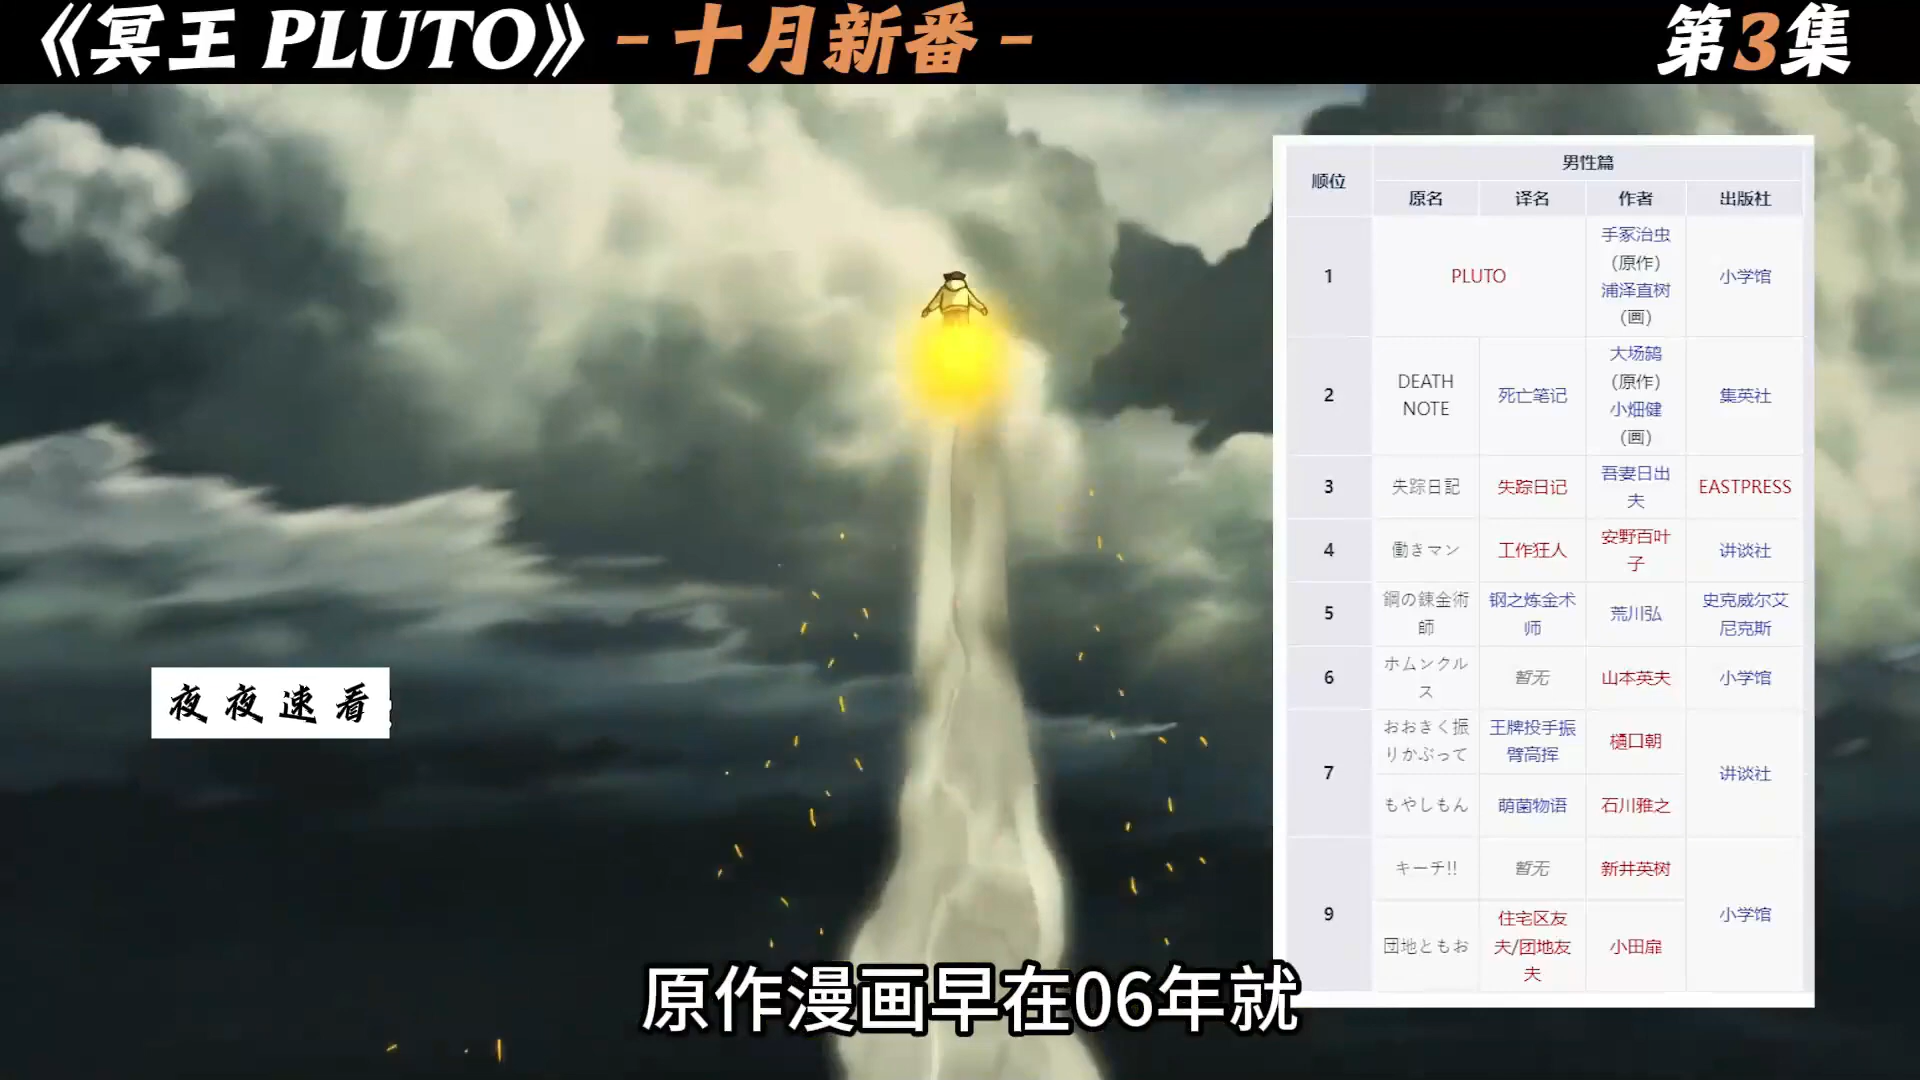 《冥王 PLUTO》 - 十月新番 - 第3集
顺位 男性篇
原名 译名 作者 出版社
1 PLUTO 手冢治虫
(原作)
浦泽直树
(画) 小学馆
2 DEATH
NOTE 死亡笔记 大场鸫
(原作)
小畑健
(画) 集英社
3 失踪日記 失踪日记 吾妻日出
夫 EASTPRESS
4 働きマン 工作狂人 安野百叶
子 讲谈社
5 鋼の錬金術
師 钢之炼金术
师 荒川弘 史克威尔艾
尼克斯
6 ホムンクル
ス 暂无 山本英夫 小学馆
7 おおきく振
りかぶって 王牌投手振
臂高挥 樋口朝 讲谈社
もやしもん 萌菌物语 石川雅之
9 キーチ!! 暂无 新井英树 小学馆
団地ともお 住宅区友
夫/团地友
夫 小田扉
夜夜速看
原作漫画早在06年就